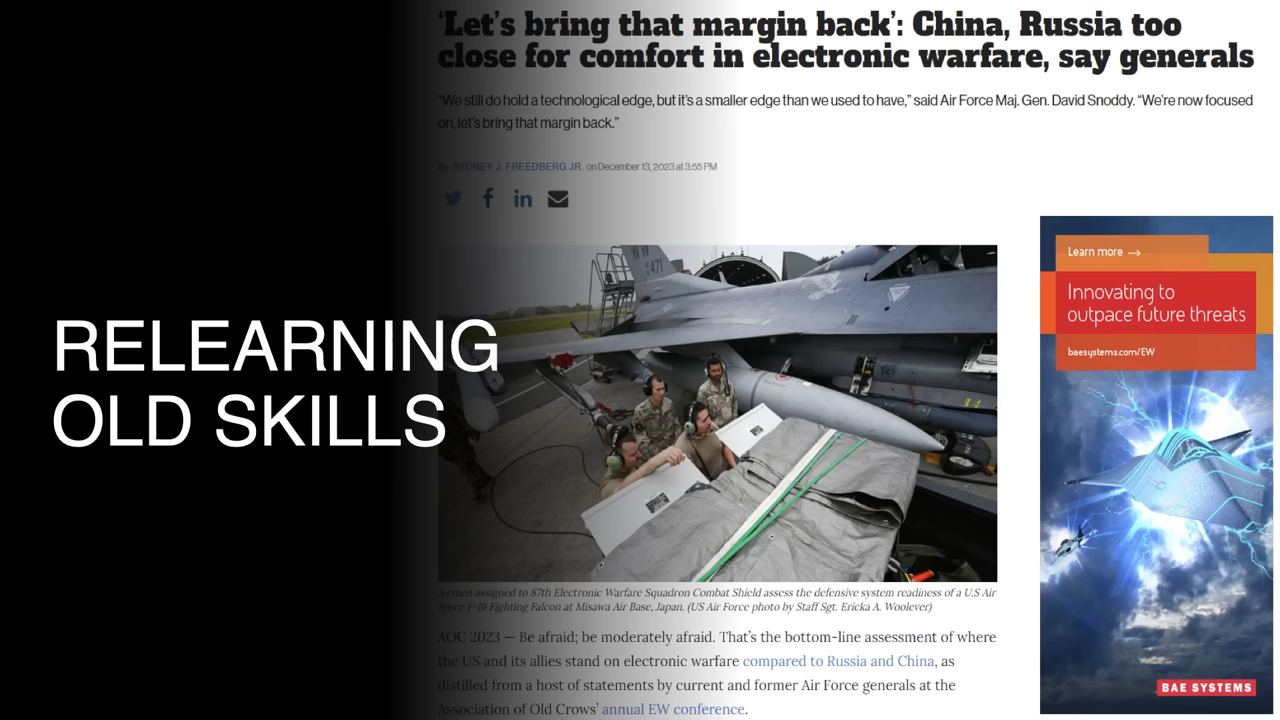 ‘Let’s bring that margin back’: China, Russia too
close for comfort in electronic warfare, say generals
“We still do hold a technological edge, but it’s a smaller edge than we used to have,” said Air Force Maj. Gen. David Snoddy. “We’re now focused
on, let’s bring that margin back.”
By SYDNEY J. FREEDBERG JR. on December 13, 2023 at 3:55 PM
WW
471
RELEARNING
OLD SKILLS
Airmen assigned to 87th Electronic Warfare Squadron Combat Shield assess the defensive system readiness of a U.S Air
Force F-16 Fighting Falcon at Misawa Air Base, Japan. (US Air Force photo by Staff Sgt. Ericka A. Woolever)
AOC 2023 — Be afraid; be moderately afraid. That’s the bottom-line assessment of where
the US and its allies stand on electronic warfare compared to Russia and China, as
distilled from a host of statements by current and former Air Force generals at the
Association of Old Crows’ annual EW conference.
Learn more →
Innovating to
outpace future threats
baesystems.com/EW
BAE SYSTEMS